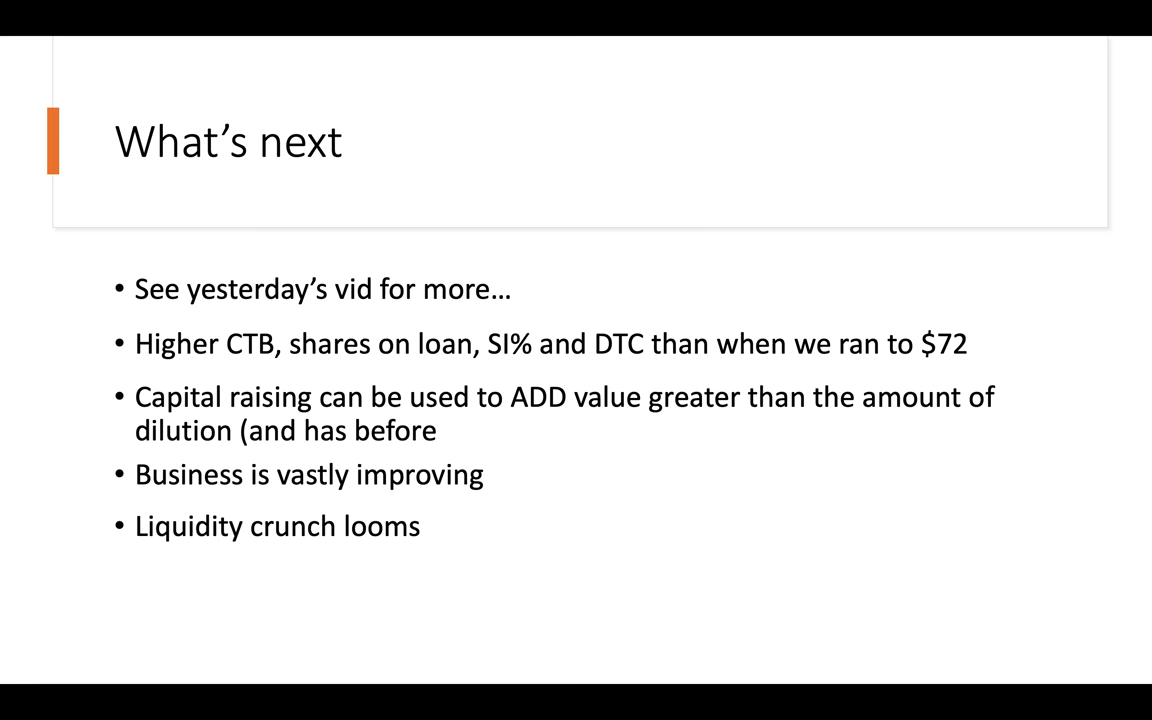 What’s next
• See yesterday’s vid for more…
• Higher CTB, shares on loan, SI% and DTC than when we ran to $72
• Capital raising can be used to ADD value greater than the amount of
dilution (and has before
• Business is vastly improving
• Liquidity crunch looms